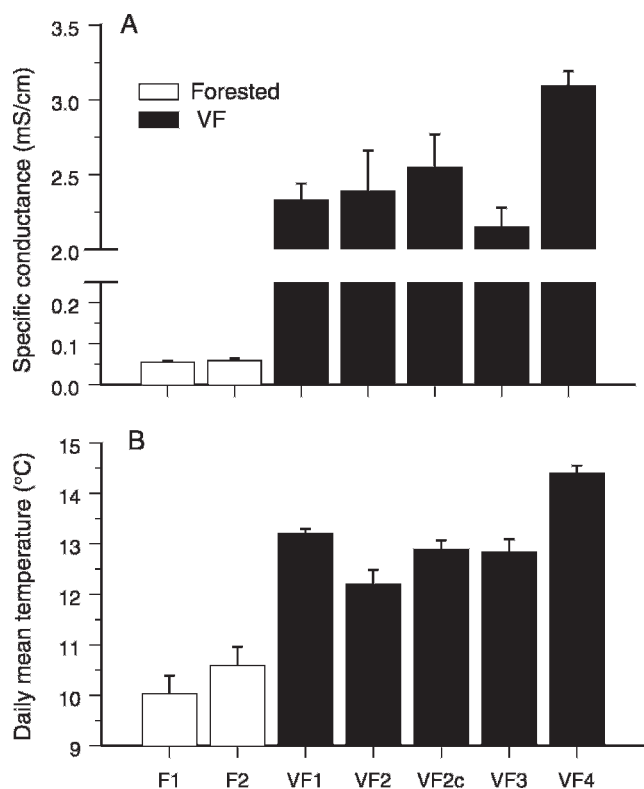 A
Specific conductance (mS/cm)
3.5
3.0
2.5
2.0
0.2
0.1
0.0
Forested
VF
B
Daily mean temperature (°C)
15
14
13
12
11
10
9
F1 F2 VF1 VF2 VF2c VF3 VF4